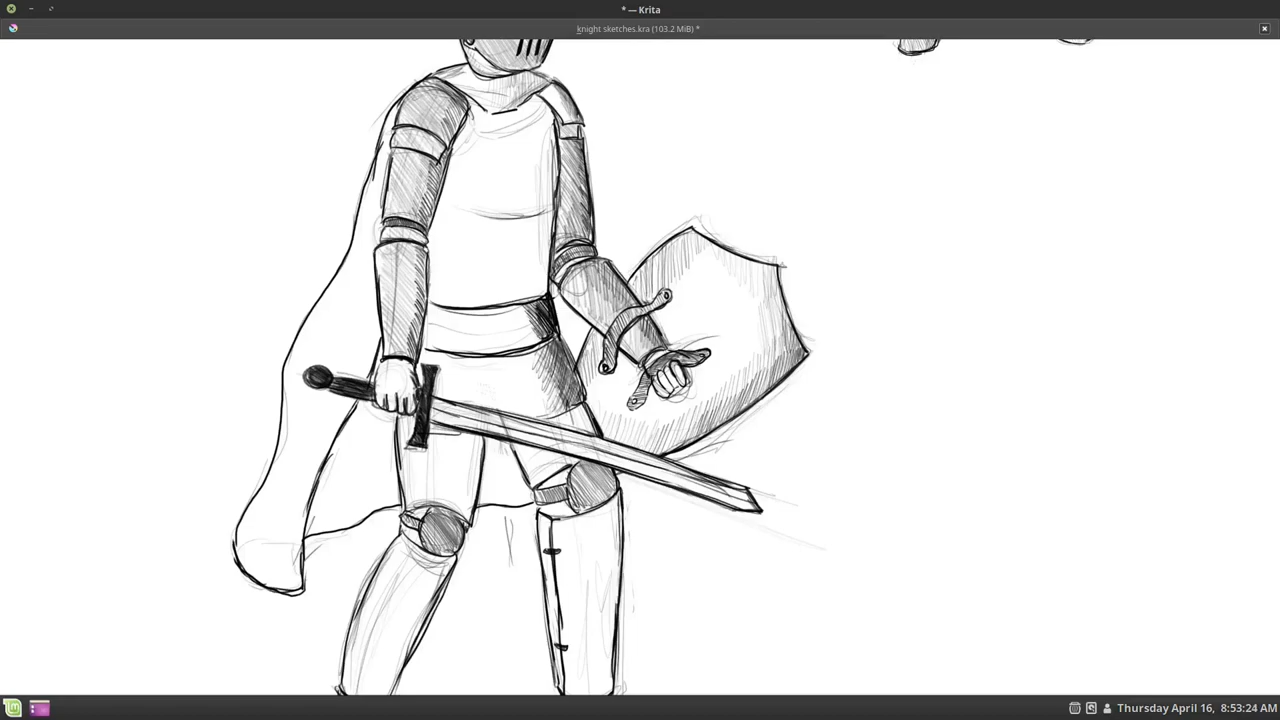 * — Krita
knight sketches.kra (103.2 MiB) *
Thursday April 16, 8:53:24 AM